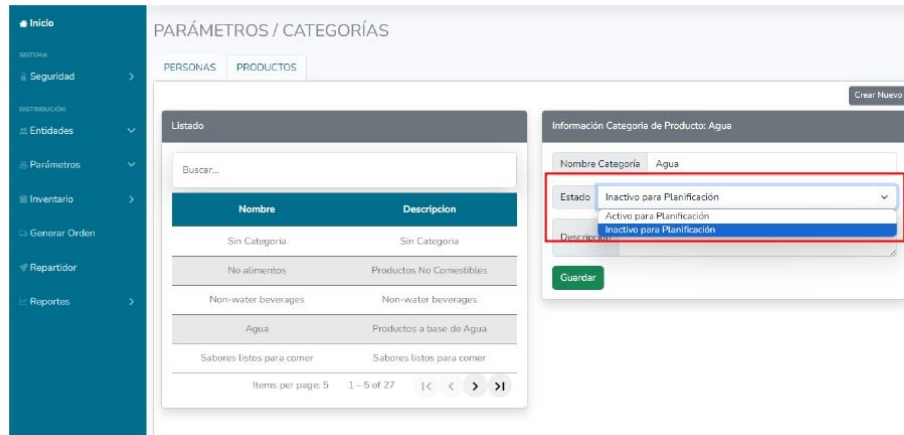 Inicio
PARÁMETROS / CATEGORÍAS
SISTEMA
Seguridad
PERSONAS PRODUCTOS
Crear Nuevo
DISTRIBUCIÓN
Entidades
Parámetros
Inventario
Generar Orden
Repartidor
Reportes
Listado
Buscar...
Nombre Descripcion
Sin Categoria Sin Categoria
No alimentos Productos No Comestibles
Non-water beverages Non-water beverages
Agua Productos a base de Agua
Sabores listos para comer Sabores listos para comer
Items per page: 5 1 – 5 of 27
Información Categoria de Producto: Agua
Nombre Categoría Agua
Estado Inactivo para Planificación
Activo para Planificación
Inactivo para Planificación
Descripción
Guardar